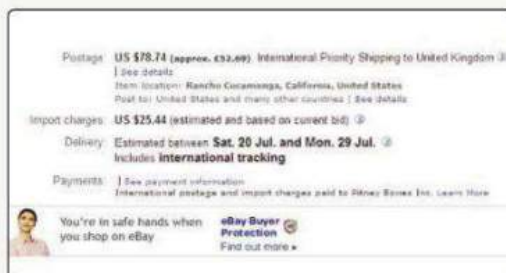 Postage: US $78.74 (approx. £52.69) International Priority Shipping to United Kingdom
| See details
Item location: Rancho Cucamonga, California, United States
Post to: United States and many other countries | See details
Import charges: US $25.44 (estimated and based on current bid)
Delivery: Estimated between Sat. 20 Jul. and Mon. 29 Jul.
Includes international tracking
Payments: | See payment information
International postage and import charges paid to Pitney Bowes Inc. Learn More
You're in safe hands when
you shop on eBay
eBay Buyer
Protection
Find out more ▸